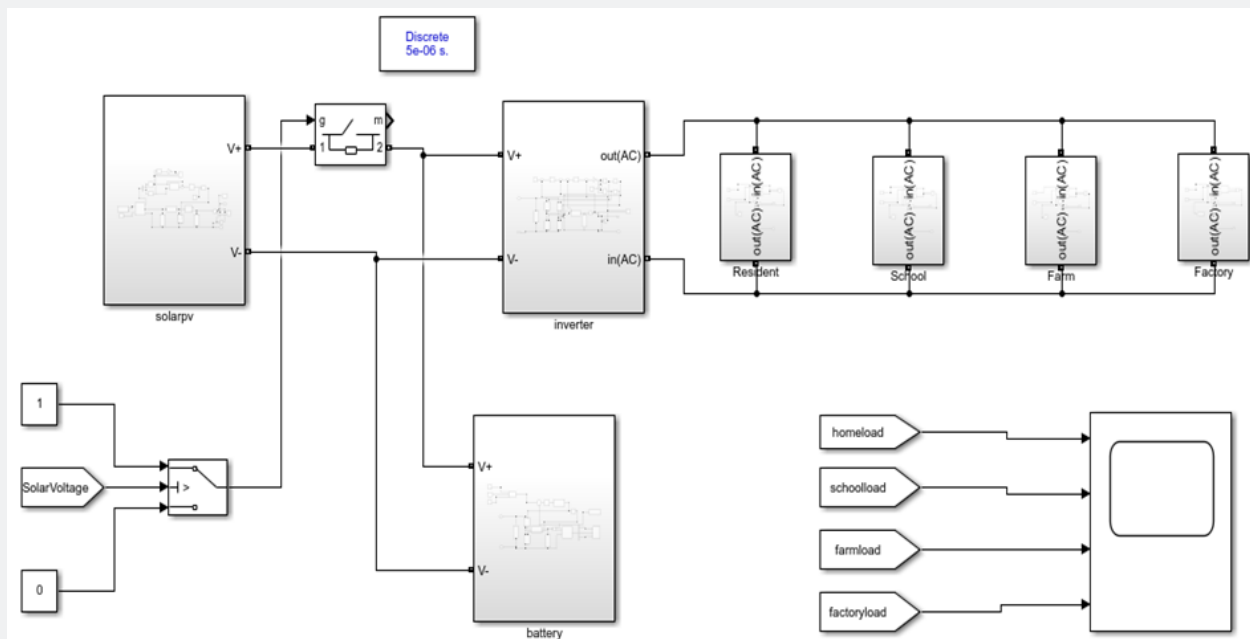 Discrete
5e-06 s.
g
m
1
2
V+
V-
solarpv
V+
V-
out(AC)
in(AC)
inverter
out(AC) in(AC)
Resident
out(AC) in(AC)
School
out(AC) in(AC)
Farm
out(AC) in(AC)
Factory
1
SolarVoltage
>
0
V+
V-
battery
homeload
schoolload
farmload
factoryload